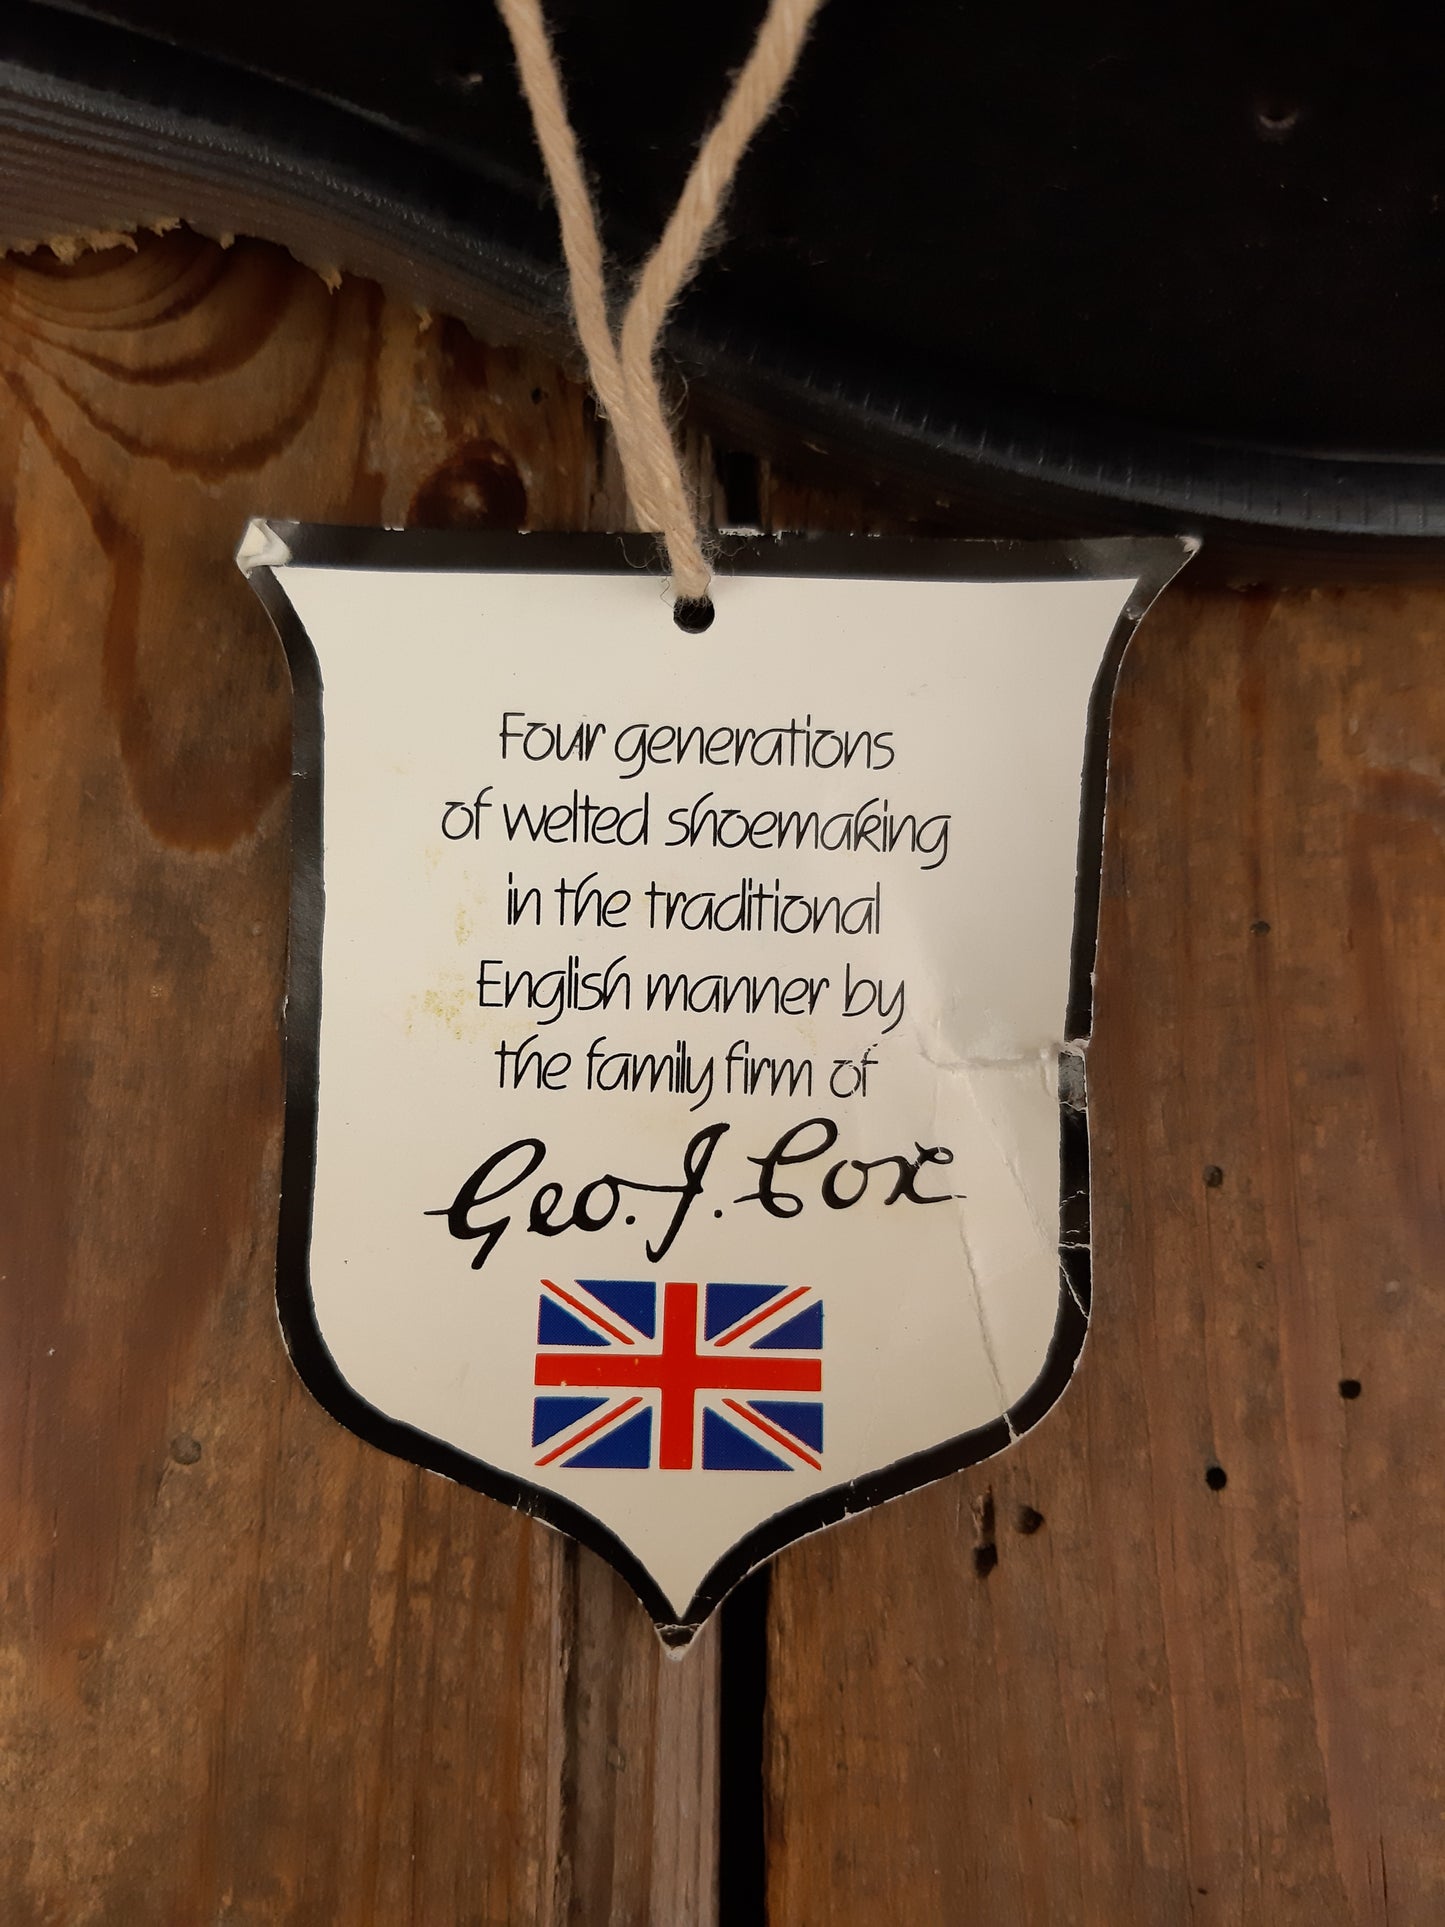 Four generations
of welted shoemaking
in the traditional
English manner by
the family firm of
Geo. J. Cox